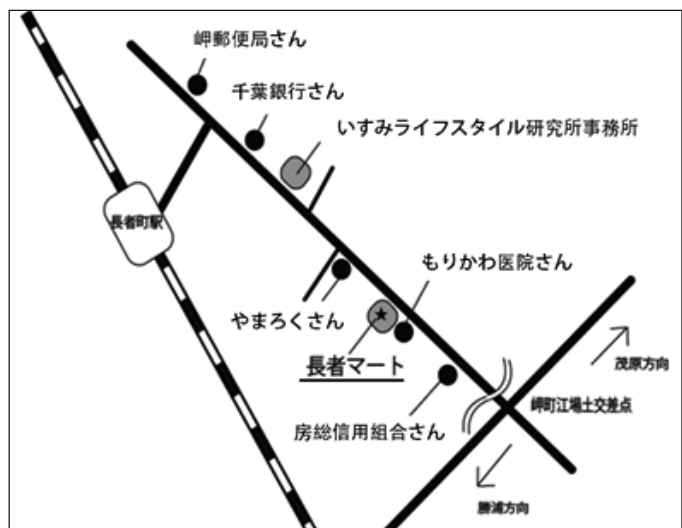 岬郵便局さん
千葉銀行さん
いすみライフスタイル研究所事務所
長者町駅
もりかわ医院さん
やまろくさん
長者マート
茂原方向
岬町江場土交差点
房総信用組合さん
勝浦方向